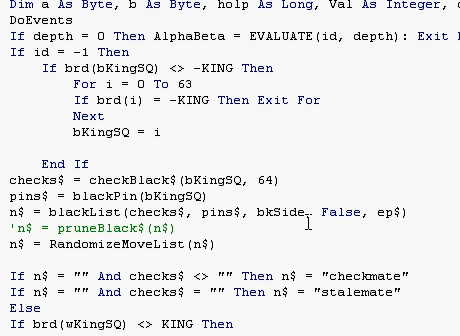 Dim a As Byte, b As Byte, holp As Long, Val As Integer,
DoEvents
If depth = 0 Then AlphaBeta = EVALUATE(id, depth): Exit
If id = -1 Then
If brd(bKingSQ) <> -KING Then
For i = 0 To 63
If brd(i) = -KING Then Exit For
Next
bKingSQ = i
End If
checks$ = checkBlack$(bKingSQ, 64)
pins$ = blackPin(bKingSQ)
n$ = blackList(checks$, pins$, bkSide, False, ep$)
'n$ = pruneBlack$(n$)
n$ = RandomizeMoveList(n$)
If n$ = "" And checks$ <> "" Then n$ = "checkmate"
If n$ = "" And checks$ = "" Then n$ = "stalemate"
Else
If brd(wKingSQ) <> KING Then